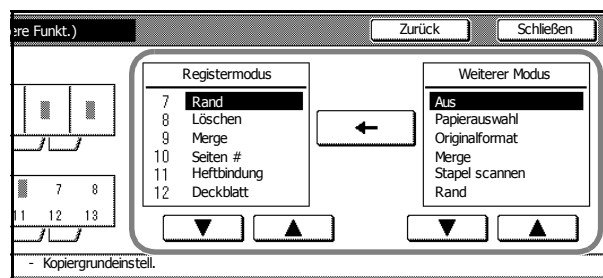 ere Funkt.)
Zurück
Schließen
Registermodus
7 Rand
8 Löschen
9 Merge
10 Seiten #
11 Heftbindung
12 Deckblatt
Weiterer Modus
Aus
Papierauswahl
Originalformat
Merge
Stapel scannen
Rand
7 8
11 12 13
- Kopiergrundeinstell.